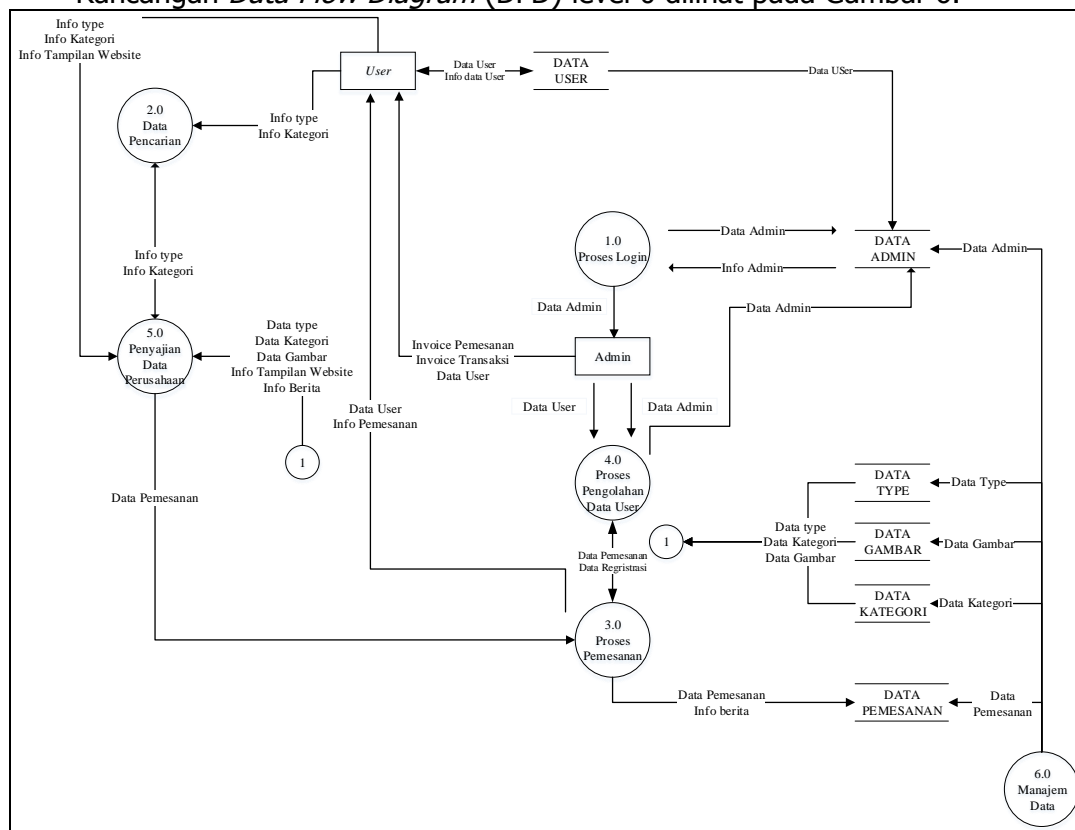 Rancangan Data Flow Diagram (DFD) level 0 dilihat pada Gambar 6.
Info type
Info Kategori
Info Tampilan Website
User
Data User
Info data User
DATA
USER
Data USer
2.0
Data
Pencarian
Info type
Info Kategori
1.0
Proses Login
Data Admin
Info Admin
DATA
ADMIN
Data Admin
Info type
Info Kategori
Data Admin
Data Admin
5.0
Penyajian
Data
Perusahaan
Data type
Data Kategori
Data Gambar
Info Tampilan Website
Info Berita
Invoice Pemesanan
Invoice Transaksi
Data User
Admin
Data User
Info Pemesanan
Data User
Data Admin
1
4.0
Proses
Pengolahan
Data User
Data Pemesanan
DATA
TYPE
Data Type
1
Data type
Data Kategori
Data Gambar
DATA
GAMBAR
Data Gambar
Data Pemesanan
Data Regristrasi
DATA
KATEGORI
Data Kategori
3.0
Proses
Pemesanan
Data Pemesanan
Info berita
DATA
PEMESANAN
Data
Pemesanan
6.0
Manajem
Data